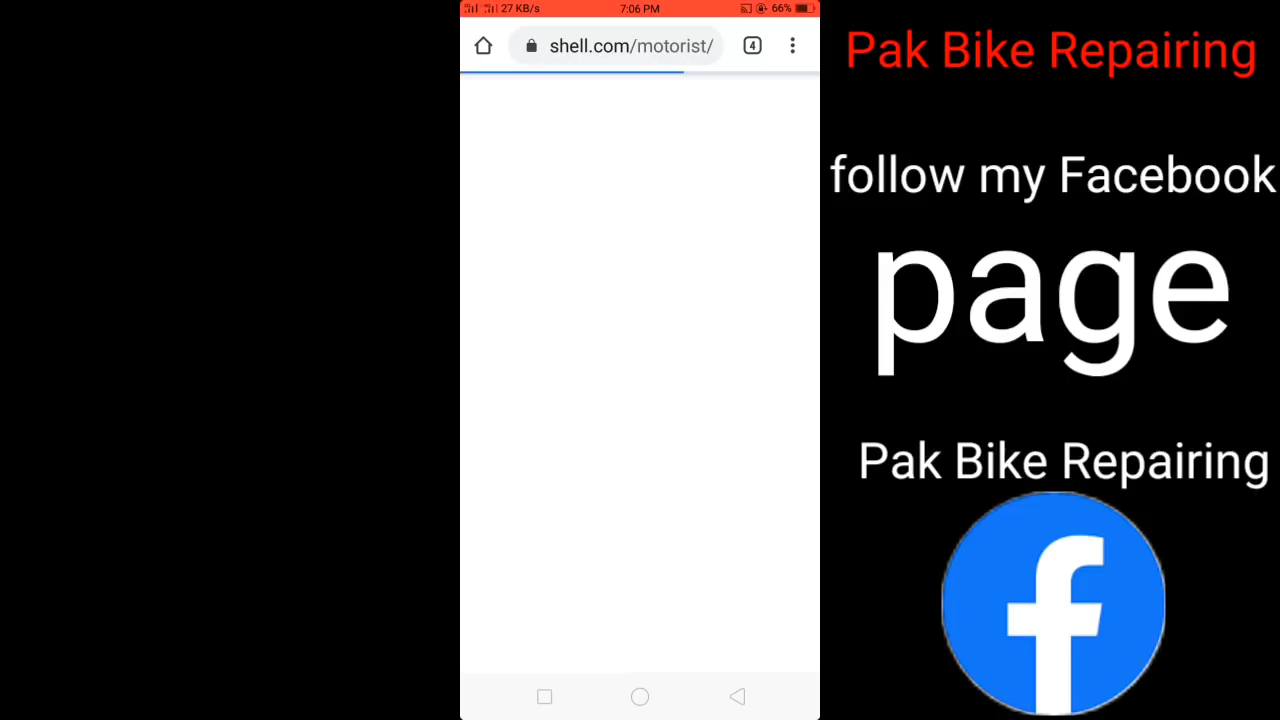 27 KB/s 7:06 PM 66%
shell.com/motorist/ 4
Pak Bike Repairing
follow my Facebook
page
Pak Bike Repairing
f